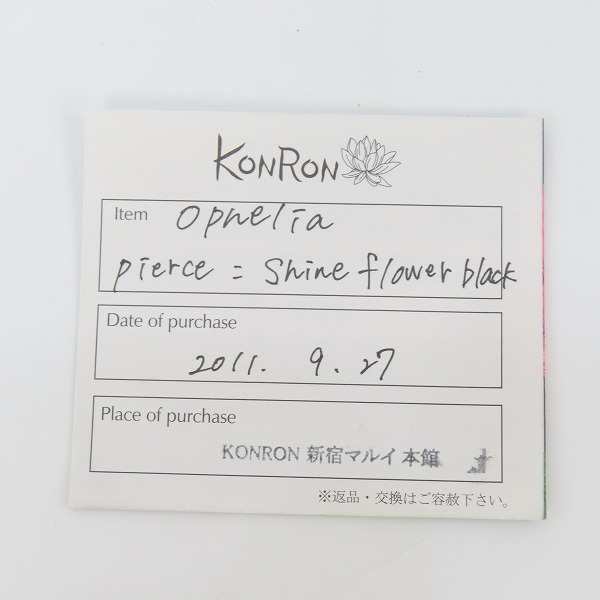 KONRON
Item Ophelia
pierce = Shine flower black
Date of purchase
2011. 9. 27
Place of purchase
KONRON 新宿マルイ本館
※返品・交換はご容赦下さい。